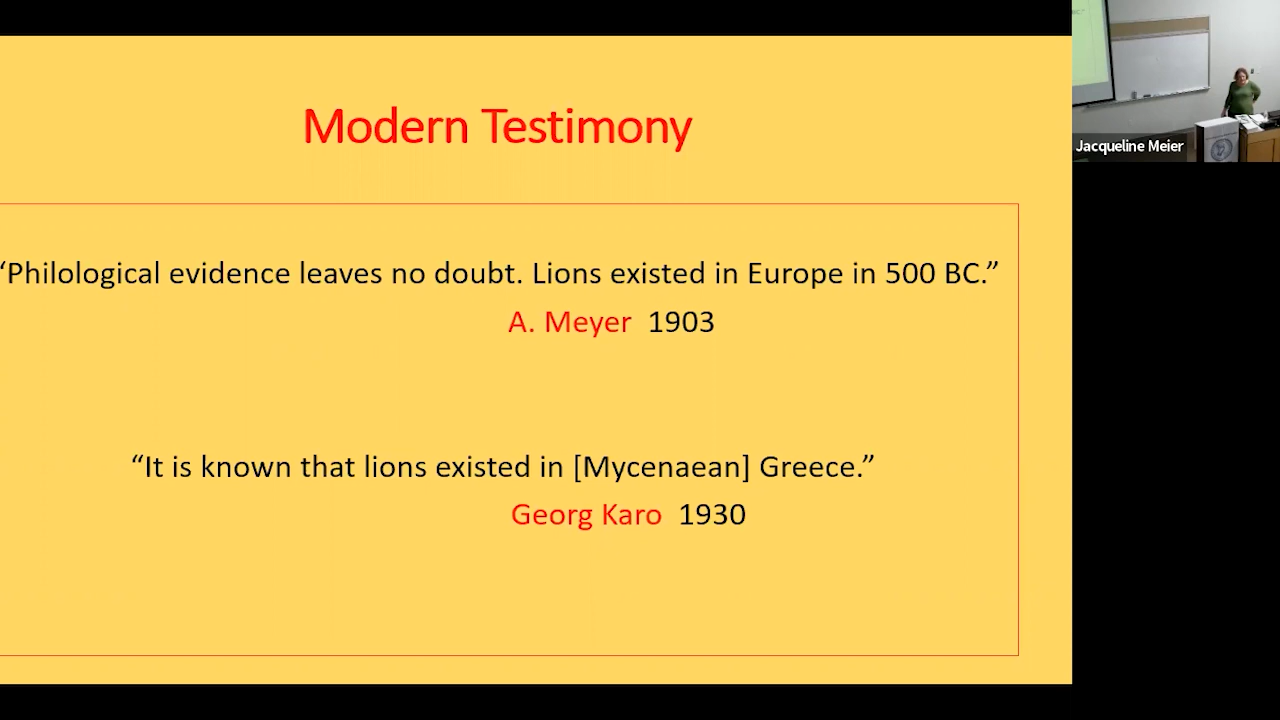 Modern Testimony
“Philological evidence leaves no doubt. Lions existed in Europe in 500 BC.”
A. Meyer 1903
“It is known that lions existed in [Mycenaean] Greece.”
Georg Karo 1930
Jacqueline Meier